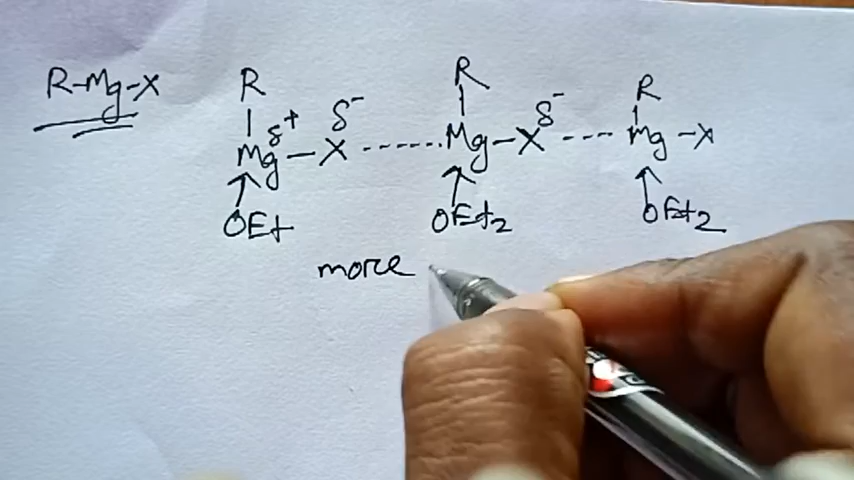 R-Mg-X
R R R
δ⁺ δ⁻ δ⁻
Mg-X ...... Mg-X ---- Mg-X
OEt OEt₂ OEt₂
more